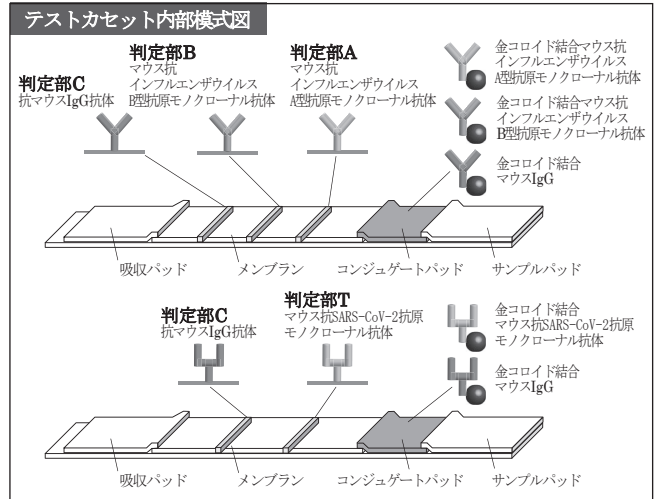 テストカセット内部模式図
判定部C
抗マウスIgG抗体
判定部B
マウス抗
インフルエンザウイルス
B型抗原モノクローナル抗体
判定部A
マウス抗
インフルエンザウイルス
A型抗原モノクローナル抗体
金コロイド結合マウス抗
インフルエンザウイルス
A型抗原モノクローナル抗体
金コロイド結合マウス抗
インフルエンザウイルス
B型抗原モノクローナル抗体
金コロイド結合
マウスIgG
吸収パッド
メンブラン
コンジュゲートパッド
サンプルパッド
判定部C
抗マウスIgG抗体
判定部T
マウス抗SARS-CoV-2抗原
モノクローナル抗体
金コロイド結合
マウス抗SARS-CoV-2抗原
モノクローナル抗体
金コロイド結合
マウスIgG
吸収パッド
メンブラン
コンジュゲートパッド
サンプルパッド